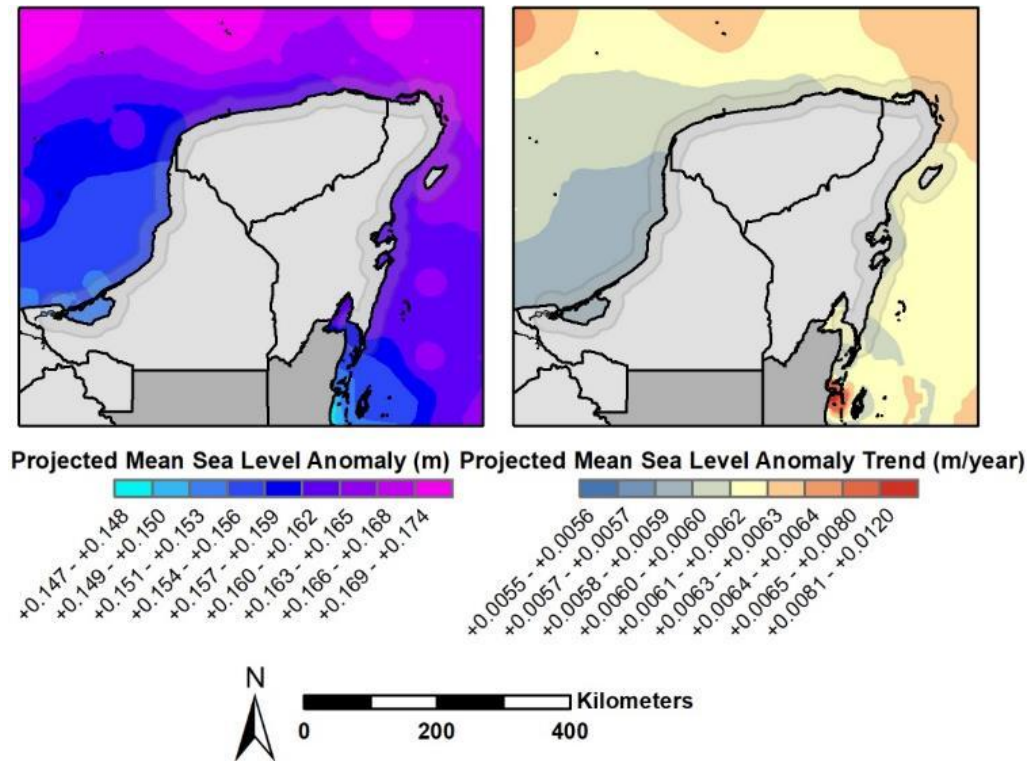 Projected Mean Sea Level Anomaly (m)
+0.147 - +0.148
+0.149 - +0.150
+0.151 - +0.153
+0.154 - +0.156
+0.157 - +0.159
+0.160 - +0.162
+0.163 - +0.165
+0.166 - +0.168
+0.169 - +0.174
Projected Mean Sea Level Anomaly Trend (m/year)
+0.0055 - +0.0056
+0.0057 - +0.0057
+0.0058 - +0.0059
+0.0060 - +0.0060
+0.0061 - +0.0062
+0.0063 - +0.0063
+0.0064 - +0.0064
+0.0065 - +0.0080
+0.0081 - +0.0120
N
Kilometers
0 200 400